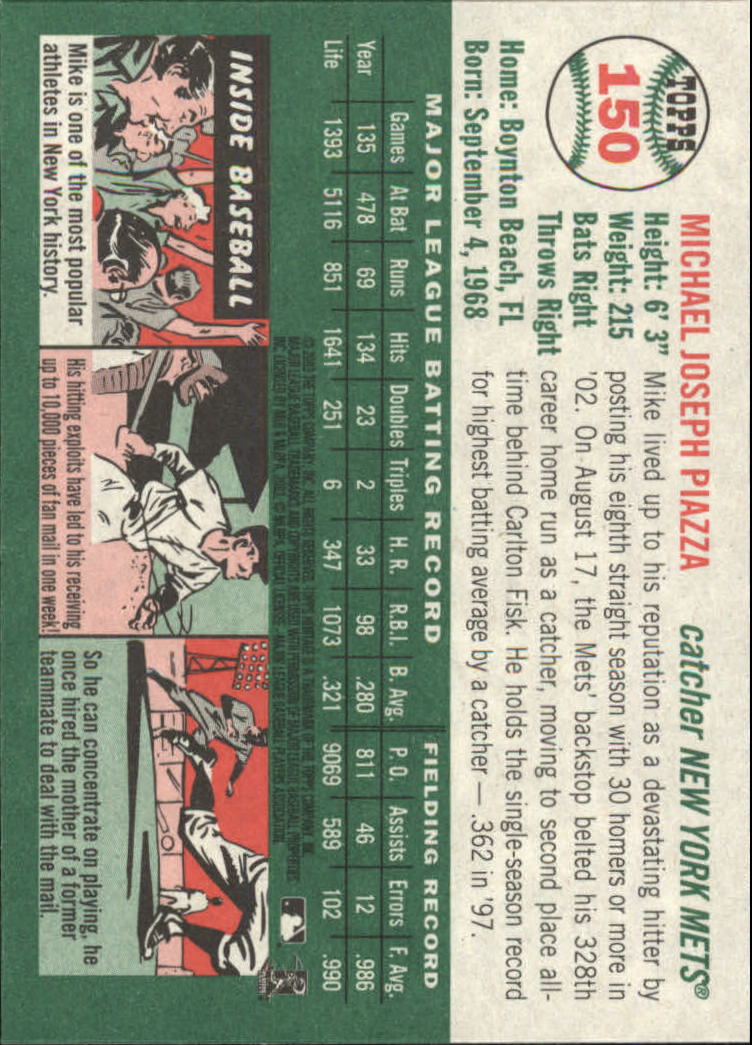 TOPPS
150
MICHAEL JOSEPH PIAZZA
catcher NEW YORK METS®
Height: 6' 3"
Weight: 215
Bats Right
Throws Right
Home: Boynton Beach, FL
Born: September 4, 1968
Mike lived up to his reputation as a devastating hitter by
posting his eighth straight season with 30 homers or more in
'02. On August 17, the Mets' backstop belted his 328th
career home run as a catcher, moving to second place all-
time behind Carlton Fisk. He holds the single-season record
for highest batting average by a catcher — .362 in '97.
MAJOR LEAGUE BATTING RECORD FIELDING RECORD
Games At Bat Runs Hits Doubles Triples H.R. R.B.I. B. Avg. P.O. Assists Errors F. Avg.
Year 135 478 69 134 23 2 33 98 .280 811 46 12 .986
Life 1393 5116 851 1641 251 6 347 1073 .321 9069 589 102 .990
INSIDE BASEBALL
Mike is one of the most popular
athletes in New York history.
His hitting exploits have led to his receiving
up to 10,000 pieces of fan mail in one week!
So he can concentrate on playing, he
once hired the mother of a former
teammate to deal with the mail.